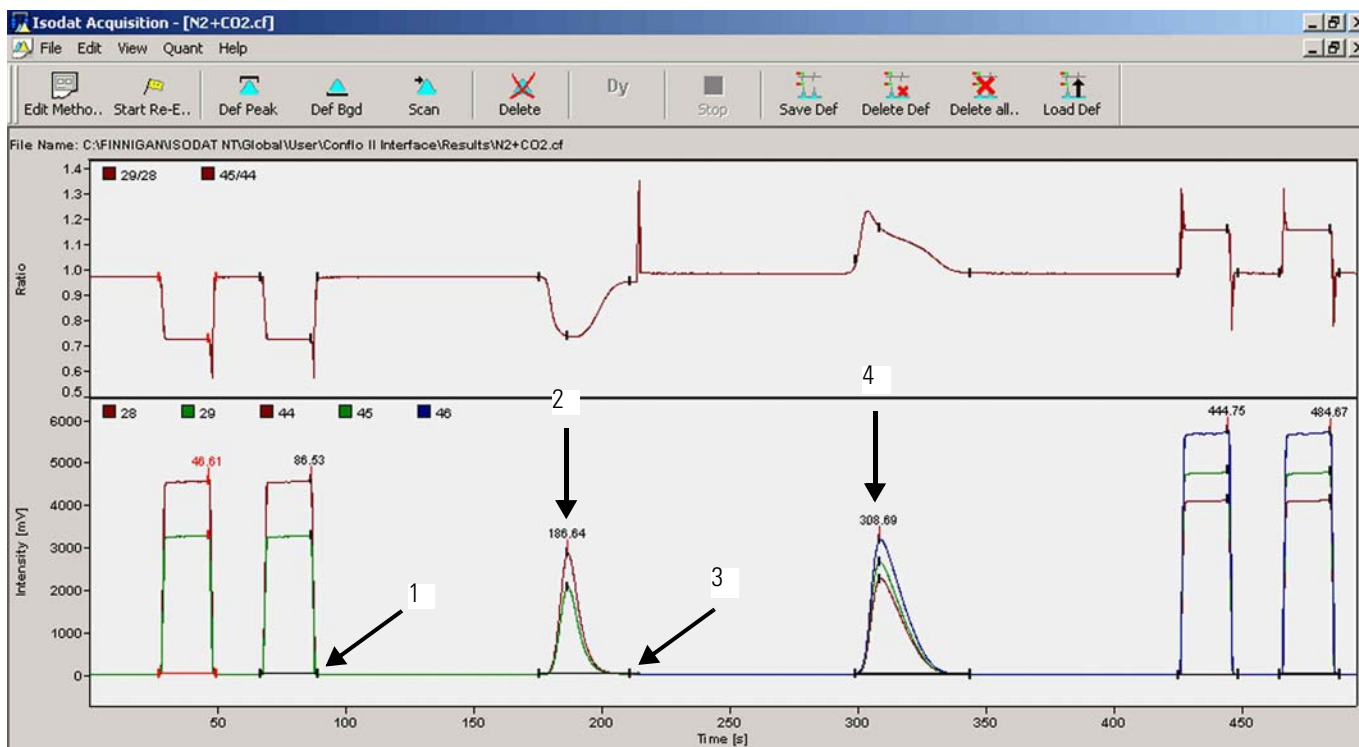 Isodat Acquisition - [N2+CO2.cf]
File Edit View Quant Help
Edit Metho.. Start Re-E.. Def Peak Def Bgd Scan Delete Dy Stop Save Def Delete Def Delete all.. Load Def
File Name: C:\FINNIGAN\ISODAT NT\Global\User\Conflo II Interface\Results\N2+CO2.cf
29/28 45/44
1.4
1.3
1.2
1.1
1.0
0.9
0.8
0.7
0.6
0.5
Ratio
28 29 44 45 46
6000
5000
4000
3000
2000
1000
0
Intensity [mV]
46.61 86.53 186.64 308.69 444.75 484.67
1 2 3 4
50 100 150 200 250 300 350 400 450
Time [s]